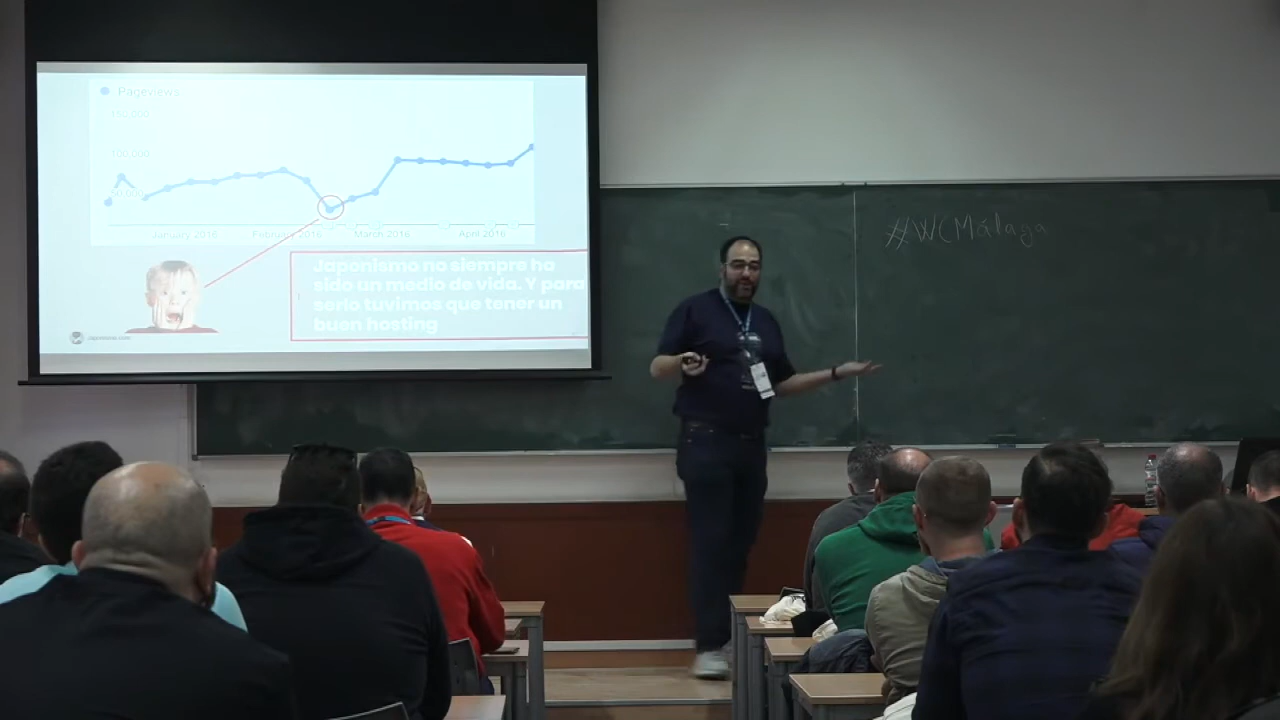 Pageviews
150,000
100,000
50,000
January 2016
February 2016
March 2016
April 2016
Japonismo no siempre ha
sido un medio de vida. Y para
serlo tuvimos que tener un
buen hosting
#WCMálaga